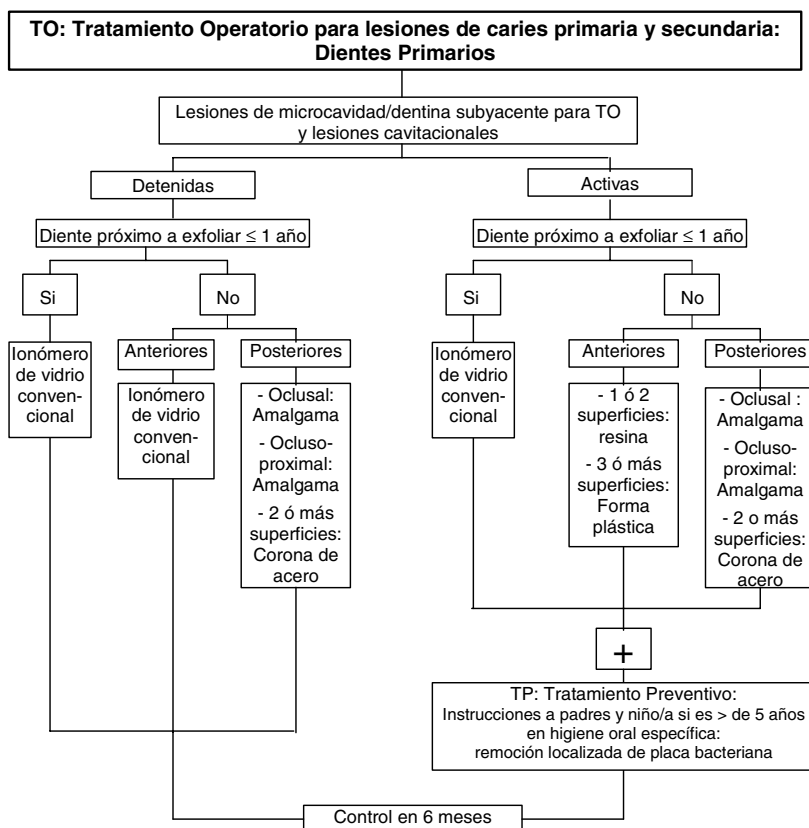 TO: Tratamiento Operatorio para lesiones de caries primaria y secundaria:
Dientes Primarios
Lesiones de microcavidad/dentina subyacente para TO
y lesiones cavitacionales
Detenidas
Activas
Diente próximo a exfoliar ≤ 1 año
Diente próximo a exfoliar ≤ 1 año
Si
No
Si
No
Ionómero
de vidrio
conven-
cional
Anteriores
Ionómero
de vidrio
conven-
cional
Posteriores
- Oclusal:
Amalgama
- Ocluso-
proximal:
Amalgama
- 2 ó más
superficies:
Corona de
acero
Ionómero
de vidrio
conven-
cional
Anteriores
- 1 ó 2
superficies:
resina
- 3 ó más
superficies:
Forma
plástica
Posteriores
- Oclusal :
Amalgama
- Ocluso-
proximal:
Amalgama
- 2 o más
superficies:
Corona de
acero
+
TP: Tratamiento Preventivo:
Instrucciones a padres y niño/a si es > de 5 años
en higiene oral específica:
remoción localizada de placa bacteriana
Control en 6 meses